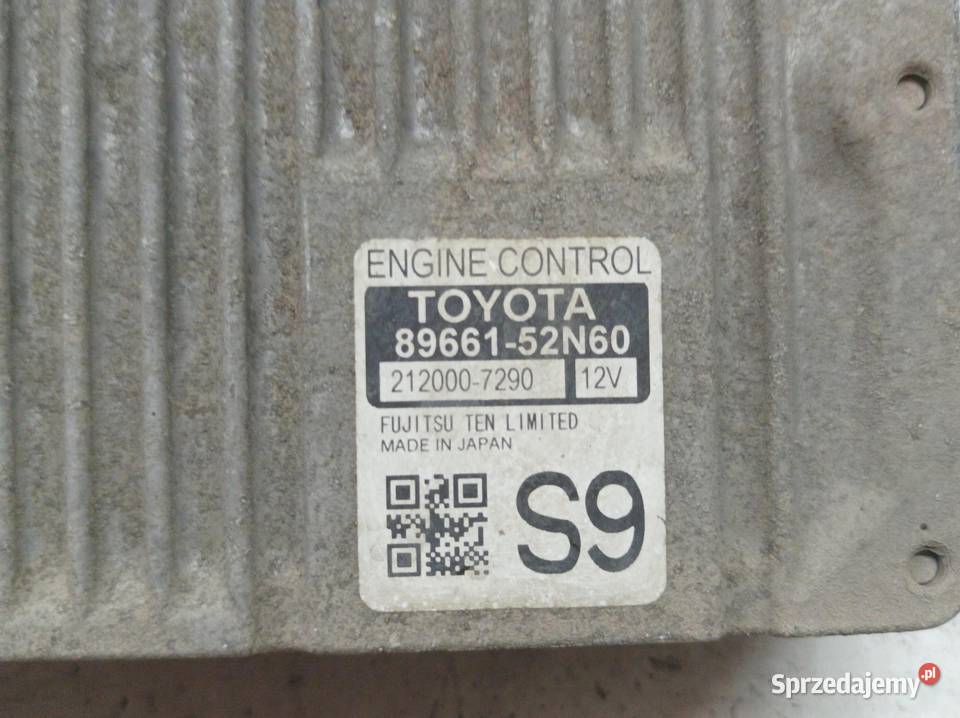 ENGINE CONTROL
TOYOTA
89661-52N60
212000-7290 12V
FUJITSU TEN LIMITED
MADE IN JAPAN
S9
Sprzedajemy.pl